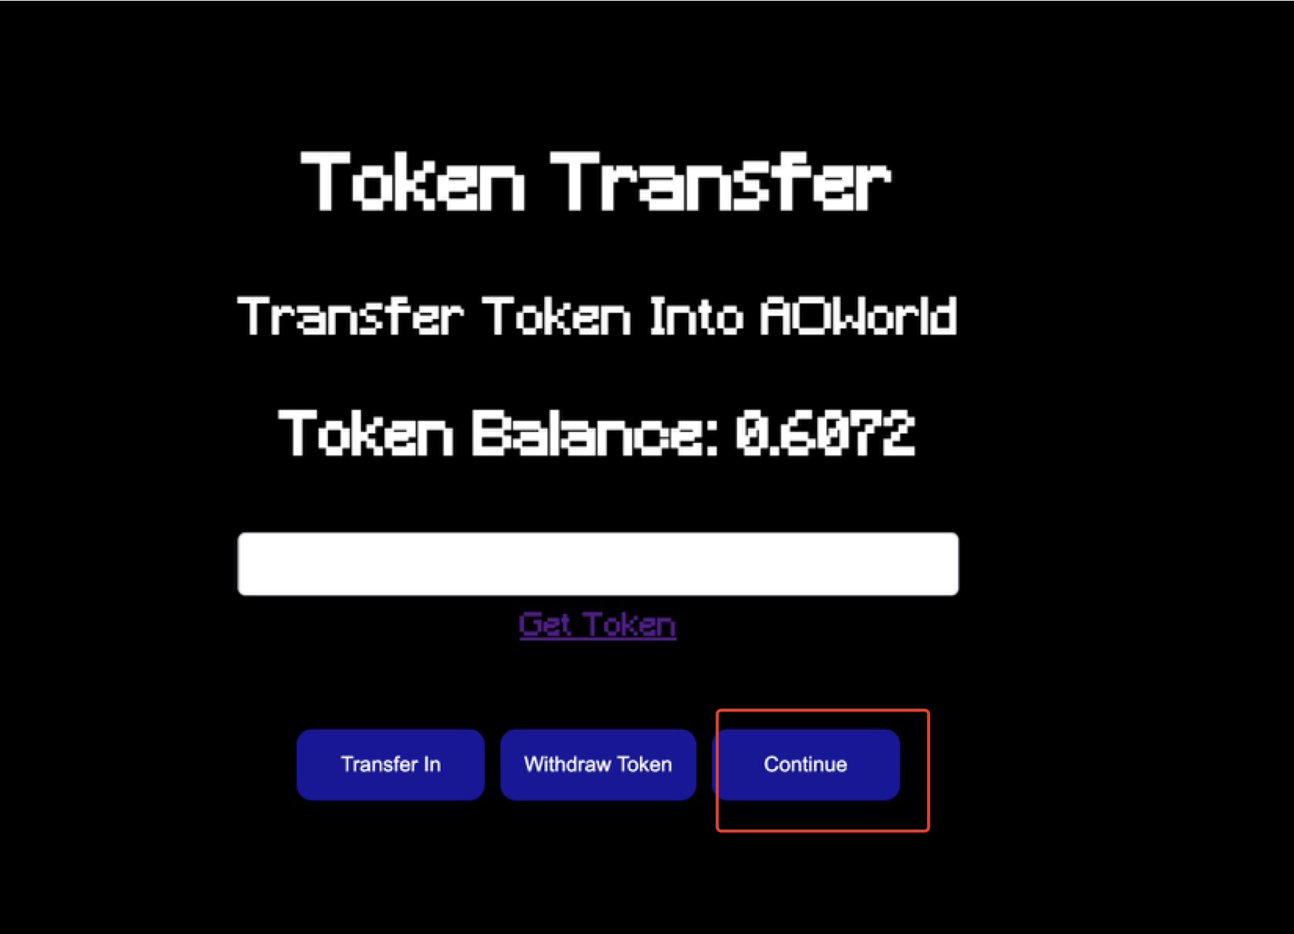 Token Transfer
Transfer Token Into AOWorld
Token Balance: 0.6072
Get Token
Transfer In
Withdraw Token
Continue